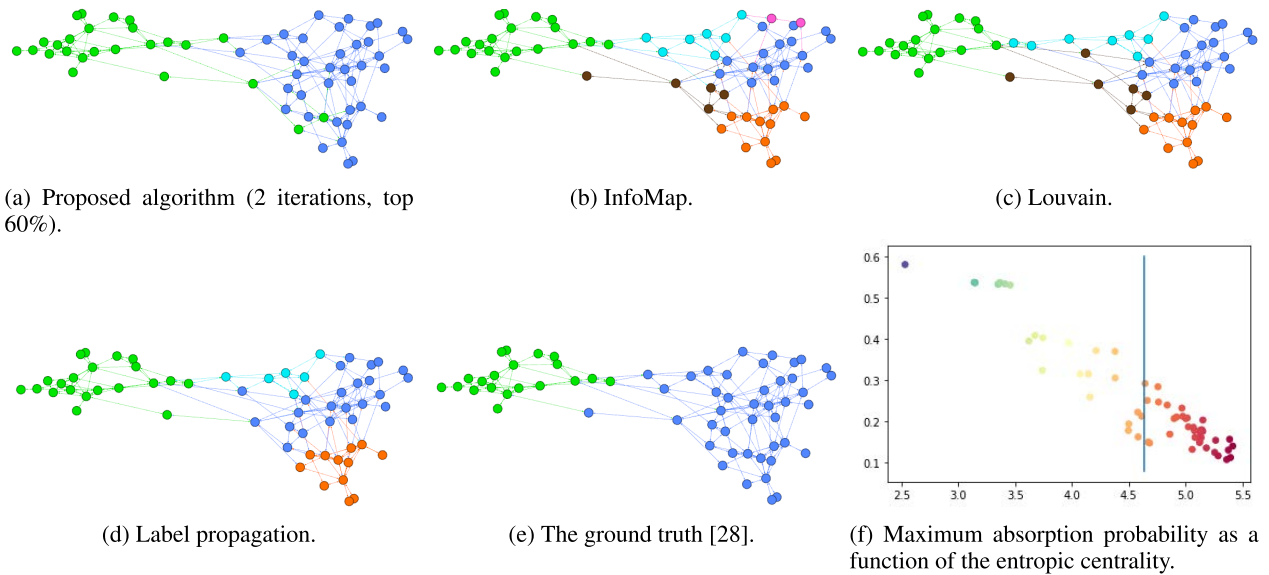 (a) Proposed algorithm (2 iterations, top
60%).
(b) InfoMap.
(c) Louvain.
0.6
0.5
0.4
0.3
0.2
0.1
2.5 3.0 3.5 4.0 4.5 5.0 5.5
(d) Label propagation.
(e) The ground truth [28].
(f) Maximum absorption probability as a
function of the entropic centrality.